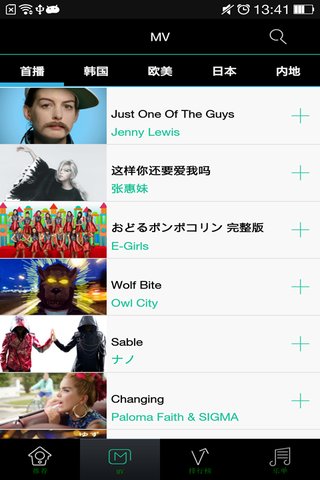 13:41
MV
首播 韩国 欧美 日本 内地
Just One Of The Guys
Jenny Lewis
这样你还要爱我吗
张惠妹
おどるポンポコリン 完整版
E-Girls
Wolf Bite
Owl City
Sable
ナノ
Changing
Paloma Faith & SIGMA
推荐 MV 排行榜 歌单